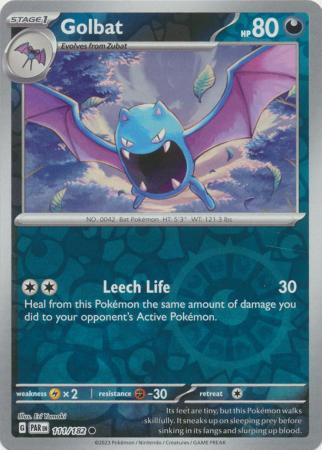 STAGE 1
Golbat
HP 80
Evolves from Zubat
NO. 0042 Bat Pokémon HT: 5'3" WT: 121.3 lbs
Leech Life 30
Heal from this Pokémon the same amount of damage you
did to your opponent's Active Pokémon.
weakness ×2 resistance -30 retreat
Illus. Eri Yamaki
G PAR EN 111/182
Its feet are tiny, but this Pokémon walks
skillfully. It sneaks up on sleeping prey before
sinking in its fangs and slurping up blood.
©2023 Pokémon / Nintendo / Creatures / GAME FREAK